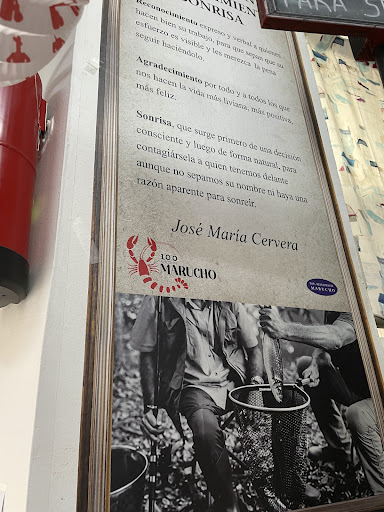 PARA S
SONRISA
Reconocimiento expreso y verbal a quienes
hacen bien su trabajo, para que sepan que su
esfuerzo es visible y les merezca la pena
seguir haciéndolo.
Agradecimiento por todo y a todos los que
nos hacen la vida más liviana, más positiva,
más feliz.
Sonrisa, que surge primero de una decisión
consciente y luego de forma natural, para
contagiársela a quien tenemos delante
aunque no sepamos su nombre ni haya una
razón aparente para sonreír.
José María Cervera
100
MARUCHO
MARUCHO